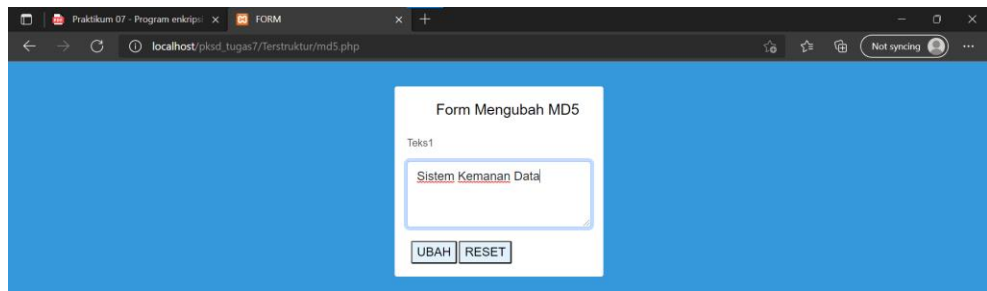 Praktikum 07 - Program enkripsi
FORM
localhost/pksd_tugas7/Terstruktur/md5.php
Not syncing
Form Mengubah MD5
Teks1
Sistem Kemanan Data
UBAH RESET